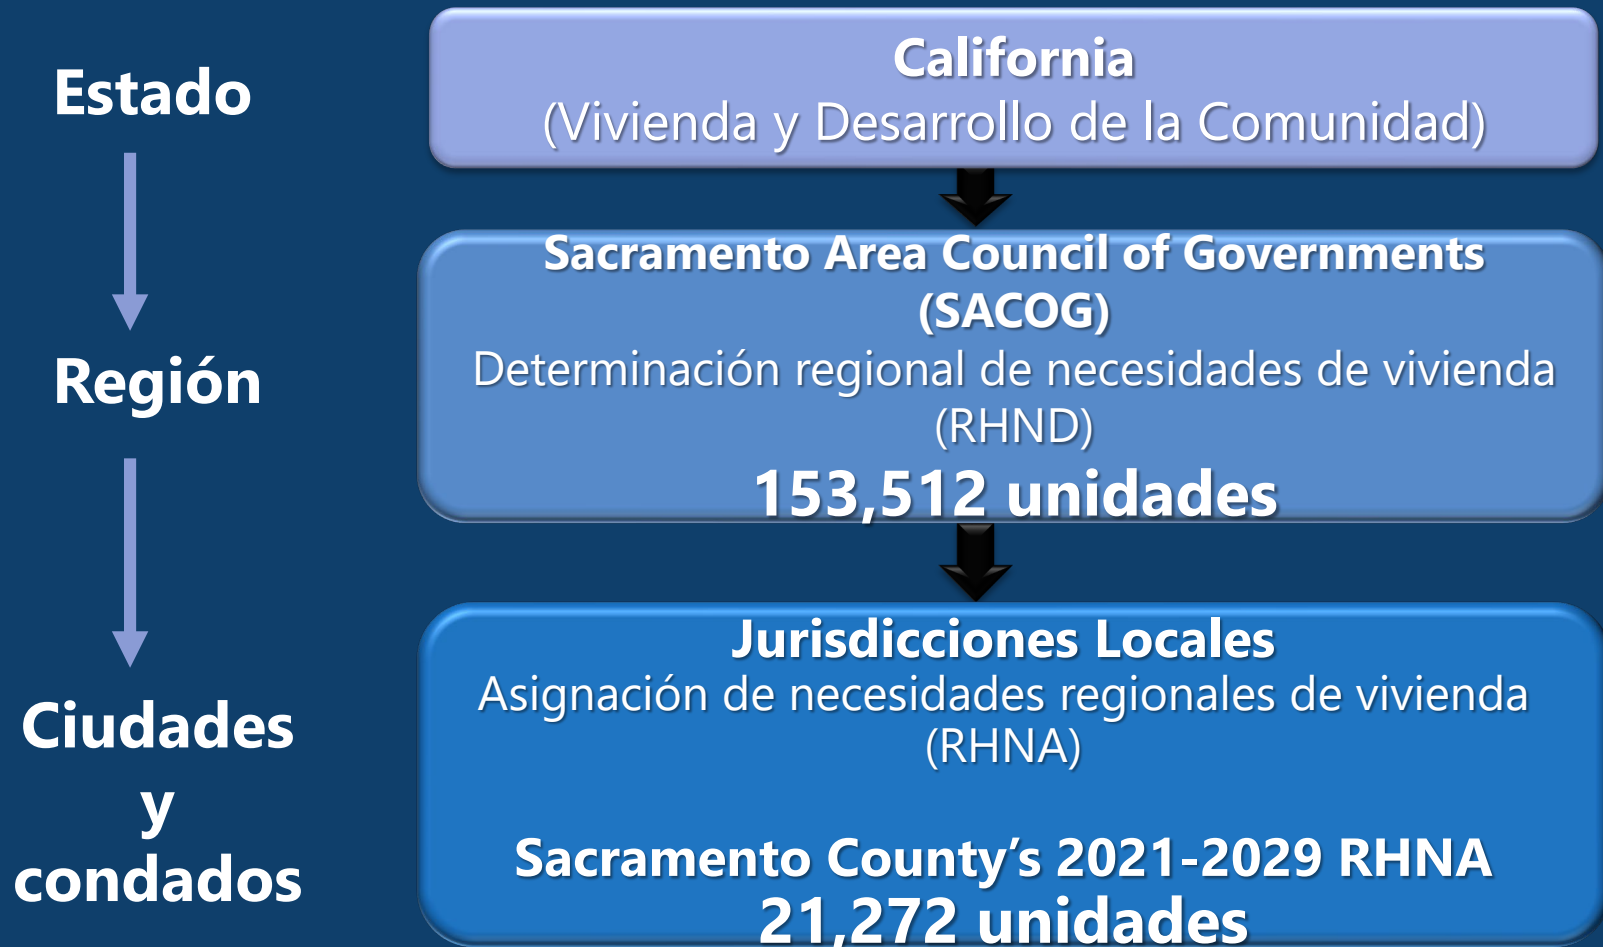 Estado
California
(Vivienda y Desarrollo de la Comunidad)
Región
Sacramento Area Council of Governments
(SACOG)
Determinación regional de necesidades de vivienda
(RHND)
153,512 unidades
Ciudades
y
condados
Jurisdicciones Locales
Asignación de necesidades regionales de vivienda
(RHNA)
Sacramento County’s 2021-2029 RHNA
21,272 unidades